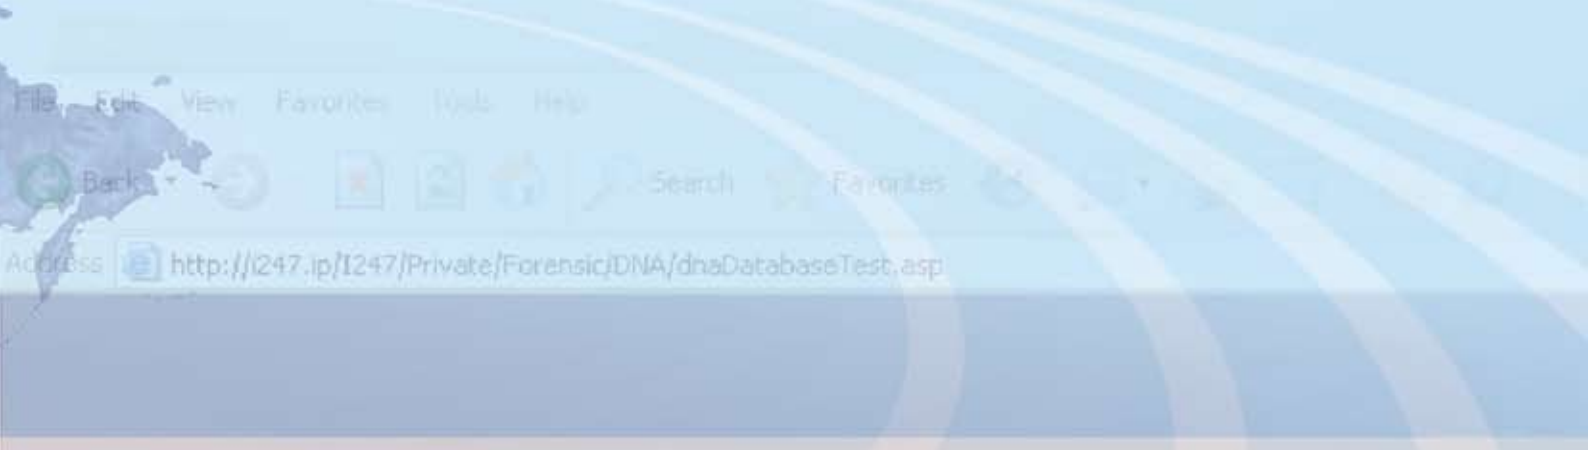 File Edit View Favorites Tools Help
Back Search Favorites
Address http://i247.ip/I247/Private/Forensic/DNA/dnaDatabaseTest.asp